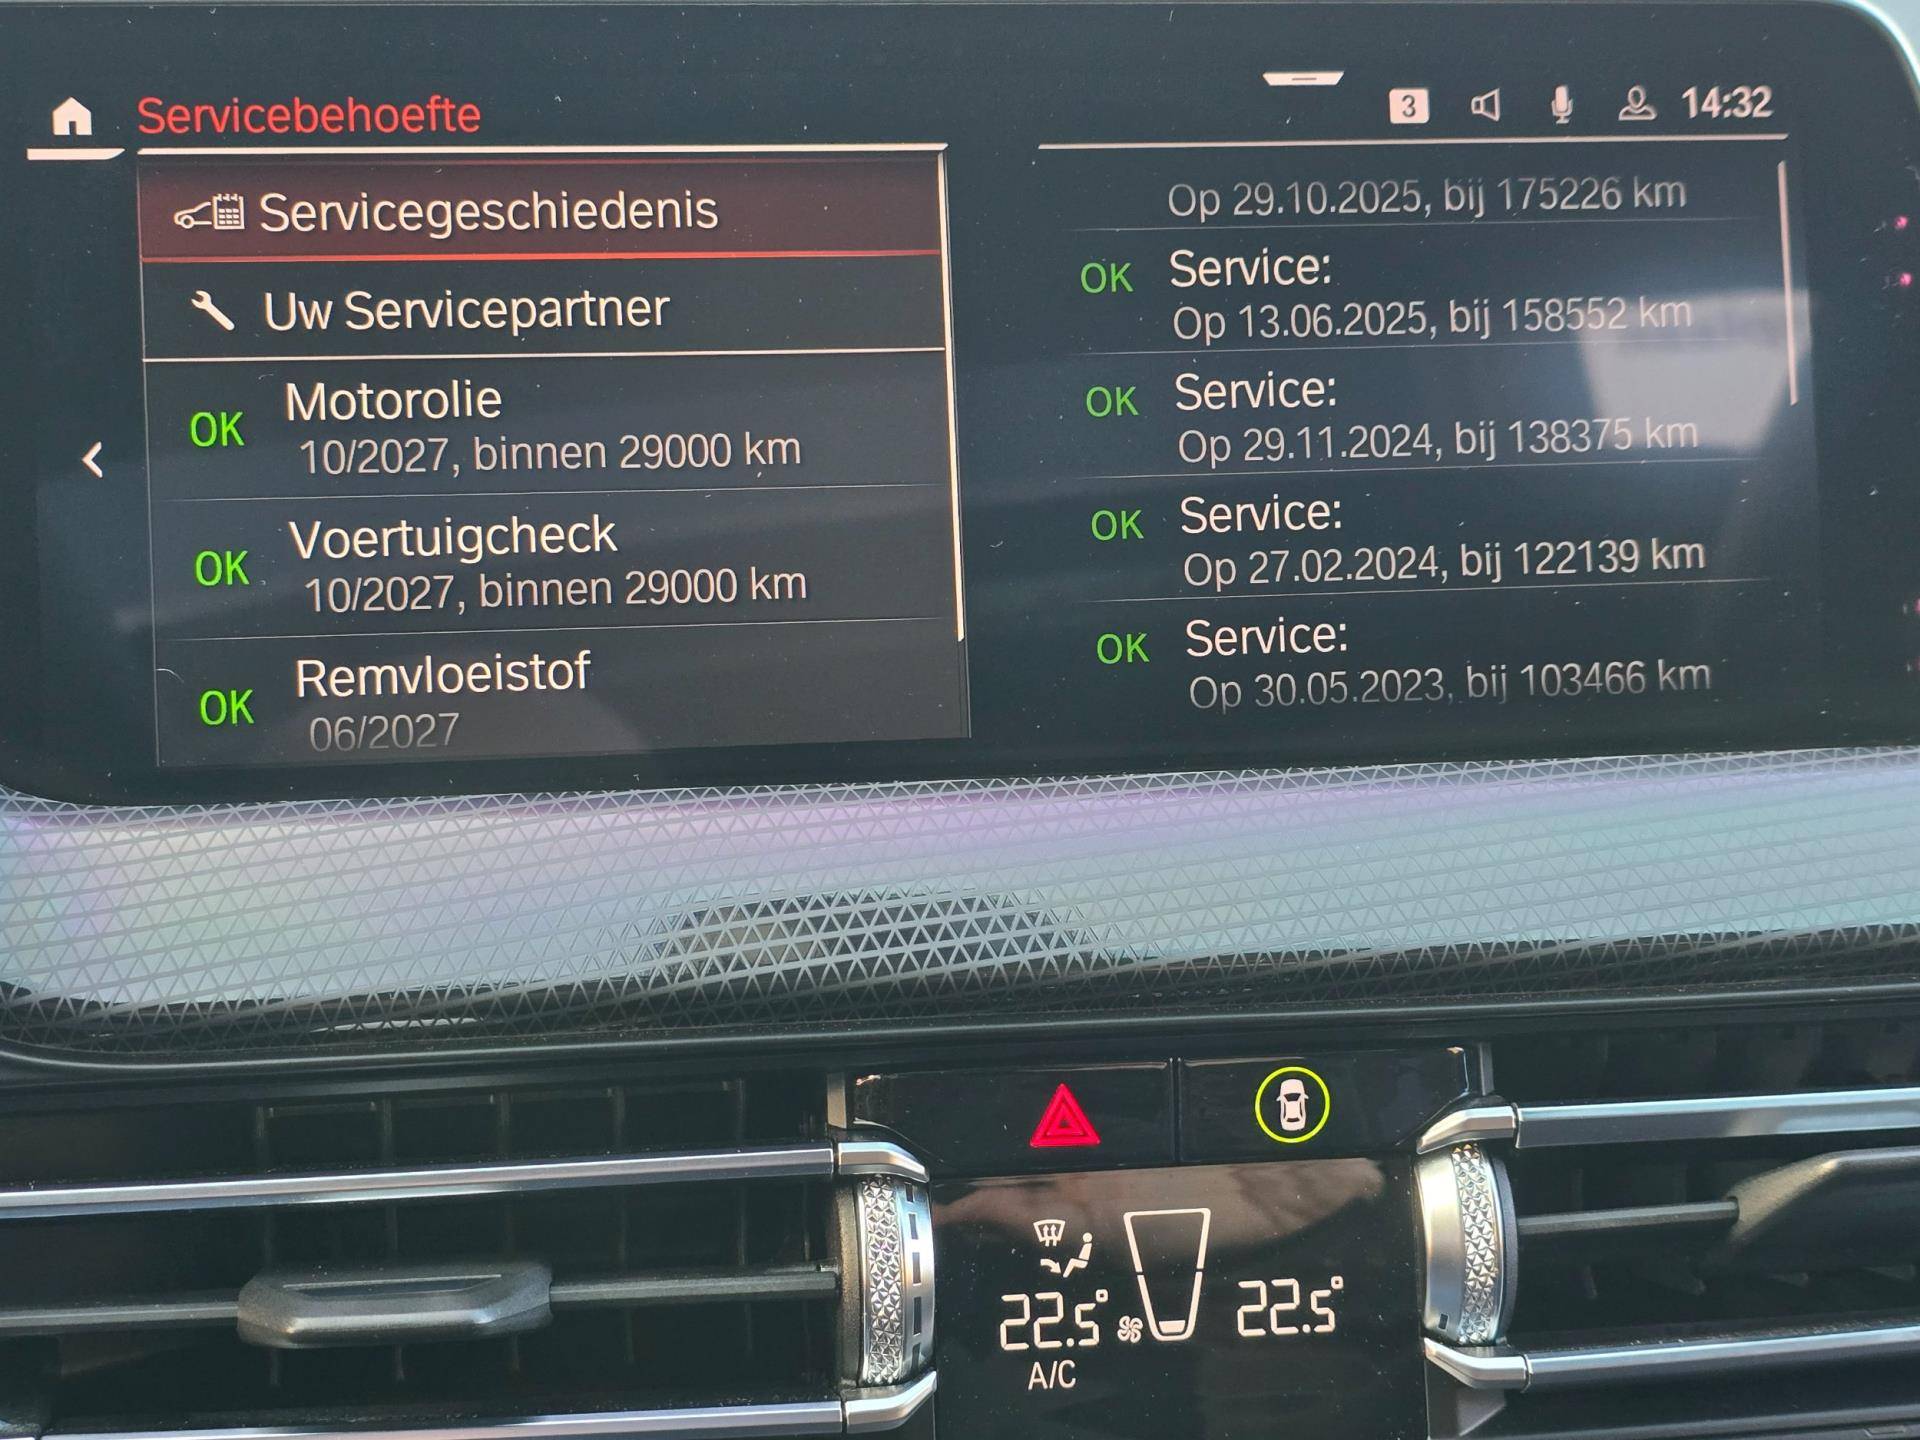 Servicebehoefte
3
14:32
Servicegeschiedenis
Uw Servicepartner
OK Motorolie
10/2027, binnen 29000 km
OK Voertuigcheck
10/2027, binnen 29000 km
OK Remvloeistof
06/2027
Op 29.10.2025, bij 175226 km
OK Service:
Op 13.06.2025, bij 158552 km
OK Service:
Op 29.11.2024, bij 138375 km
OK Service:
Op 27.02.2024, bij 122139 km
OK Service:
Op 30.05.2023, bij 103466 km
22.5° 22.5°
A/C